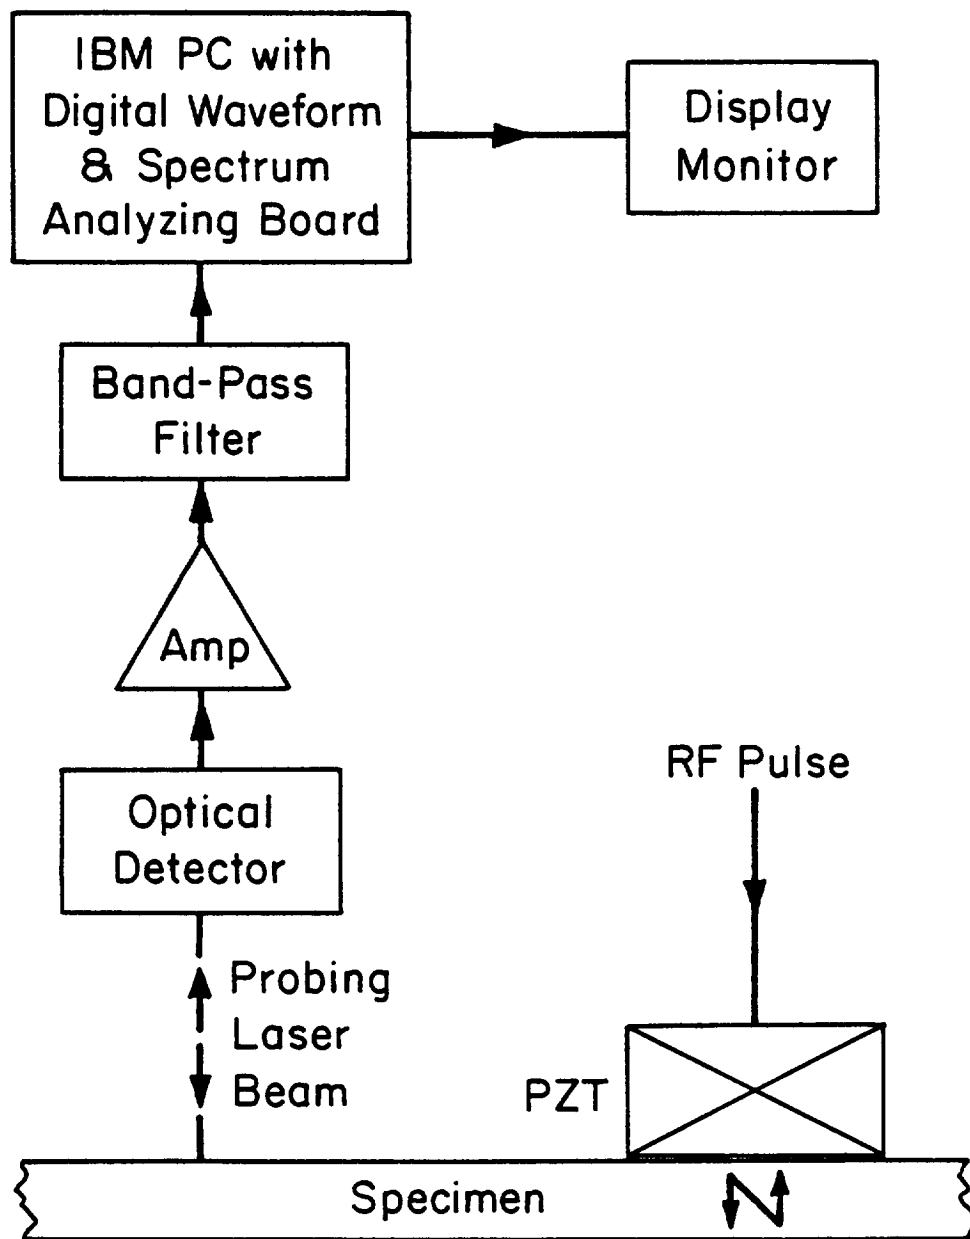 IBM PC with
Digital Waveform
& Spectrum
Analyzing Board
Display
Monitor
Band-Pass
Filter
Amp
Optical
Detector
RF Pulse
Probing
Laser
Beam
PZT
Specimen